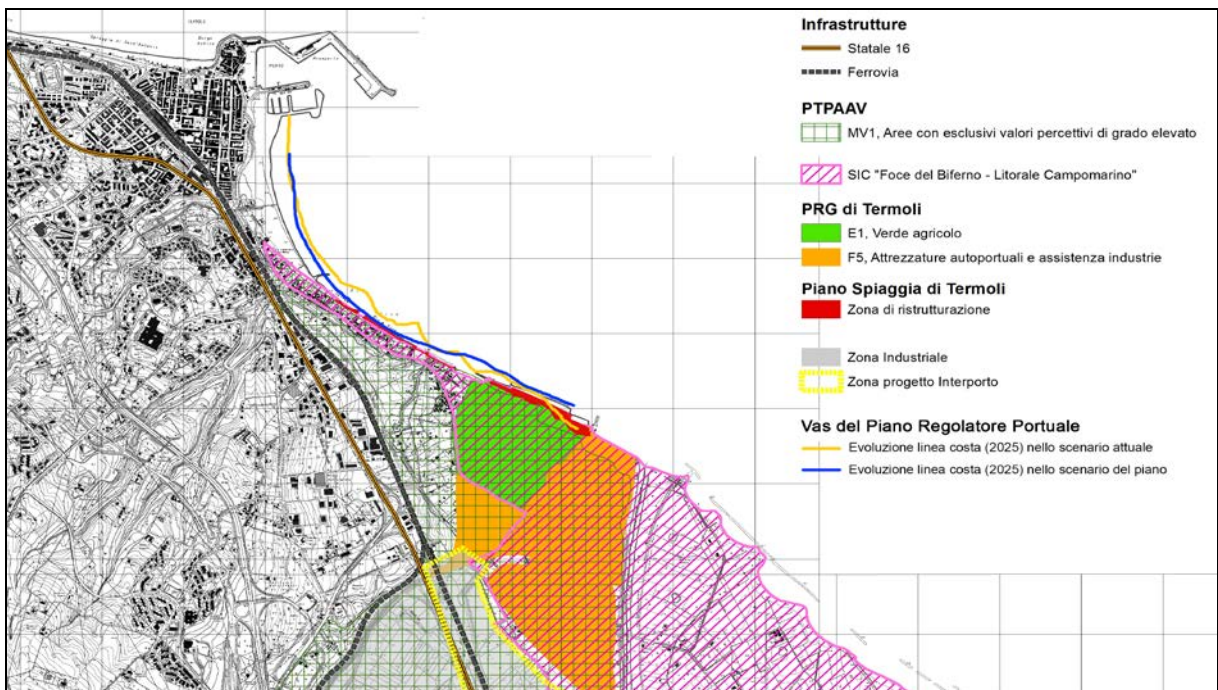 Infrastrutture
Statale 16
Ferrovia
PTPAAV
MV1, Aree con esclusivi valori percettivi di grado elevato
SIC "Foce del Biferno - Litorale Campomarino"
PRG di Termoli
E1, Verde agricolo
F5, Attrezzature autoportuali e assistenza industrie
Piano Spiaggia di Termoli
Zona di ristrutturazione
Zona Industriale
Zona progetto Interporto
Vas del Piano Regolatore Portuale
Evoluzione linea costa (2025) nello scenario attuale
Evoluzione linea costa (2025) nello scenario del piano